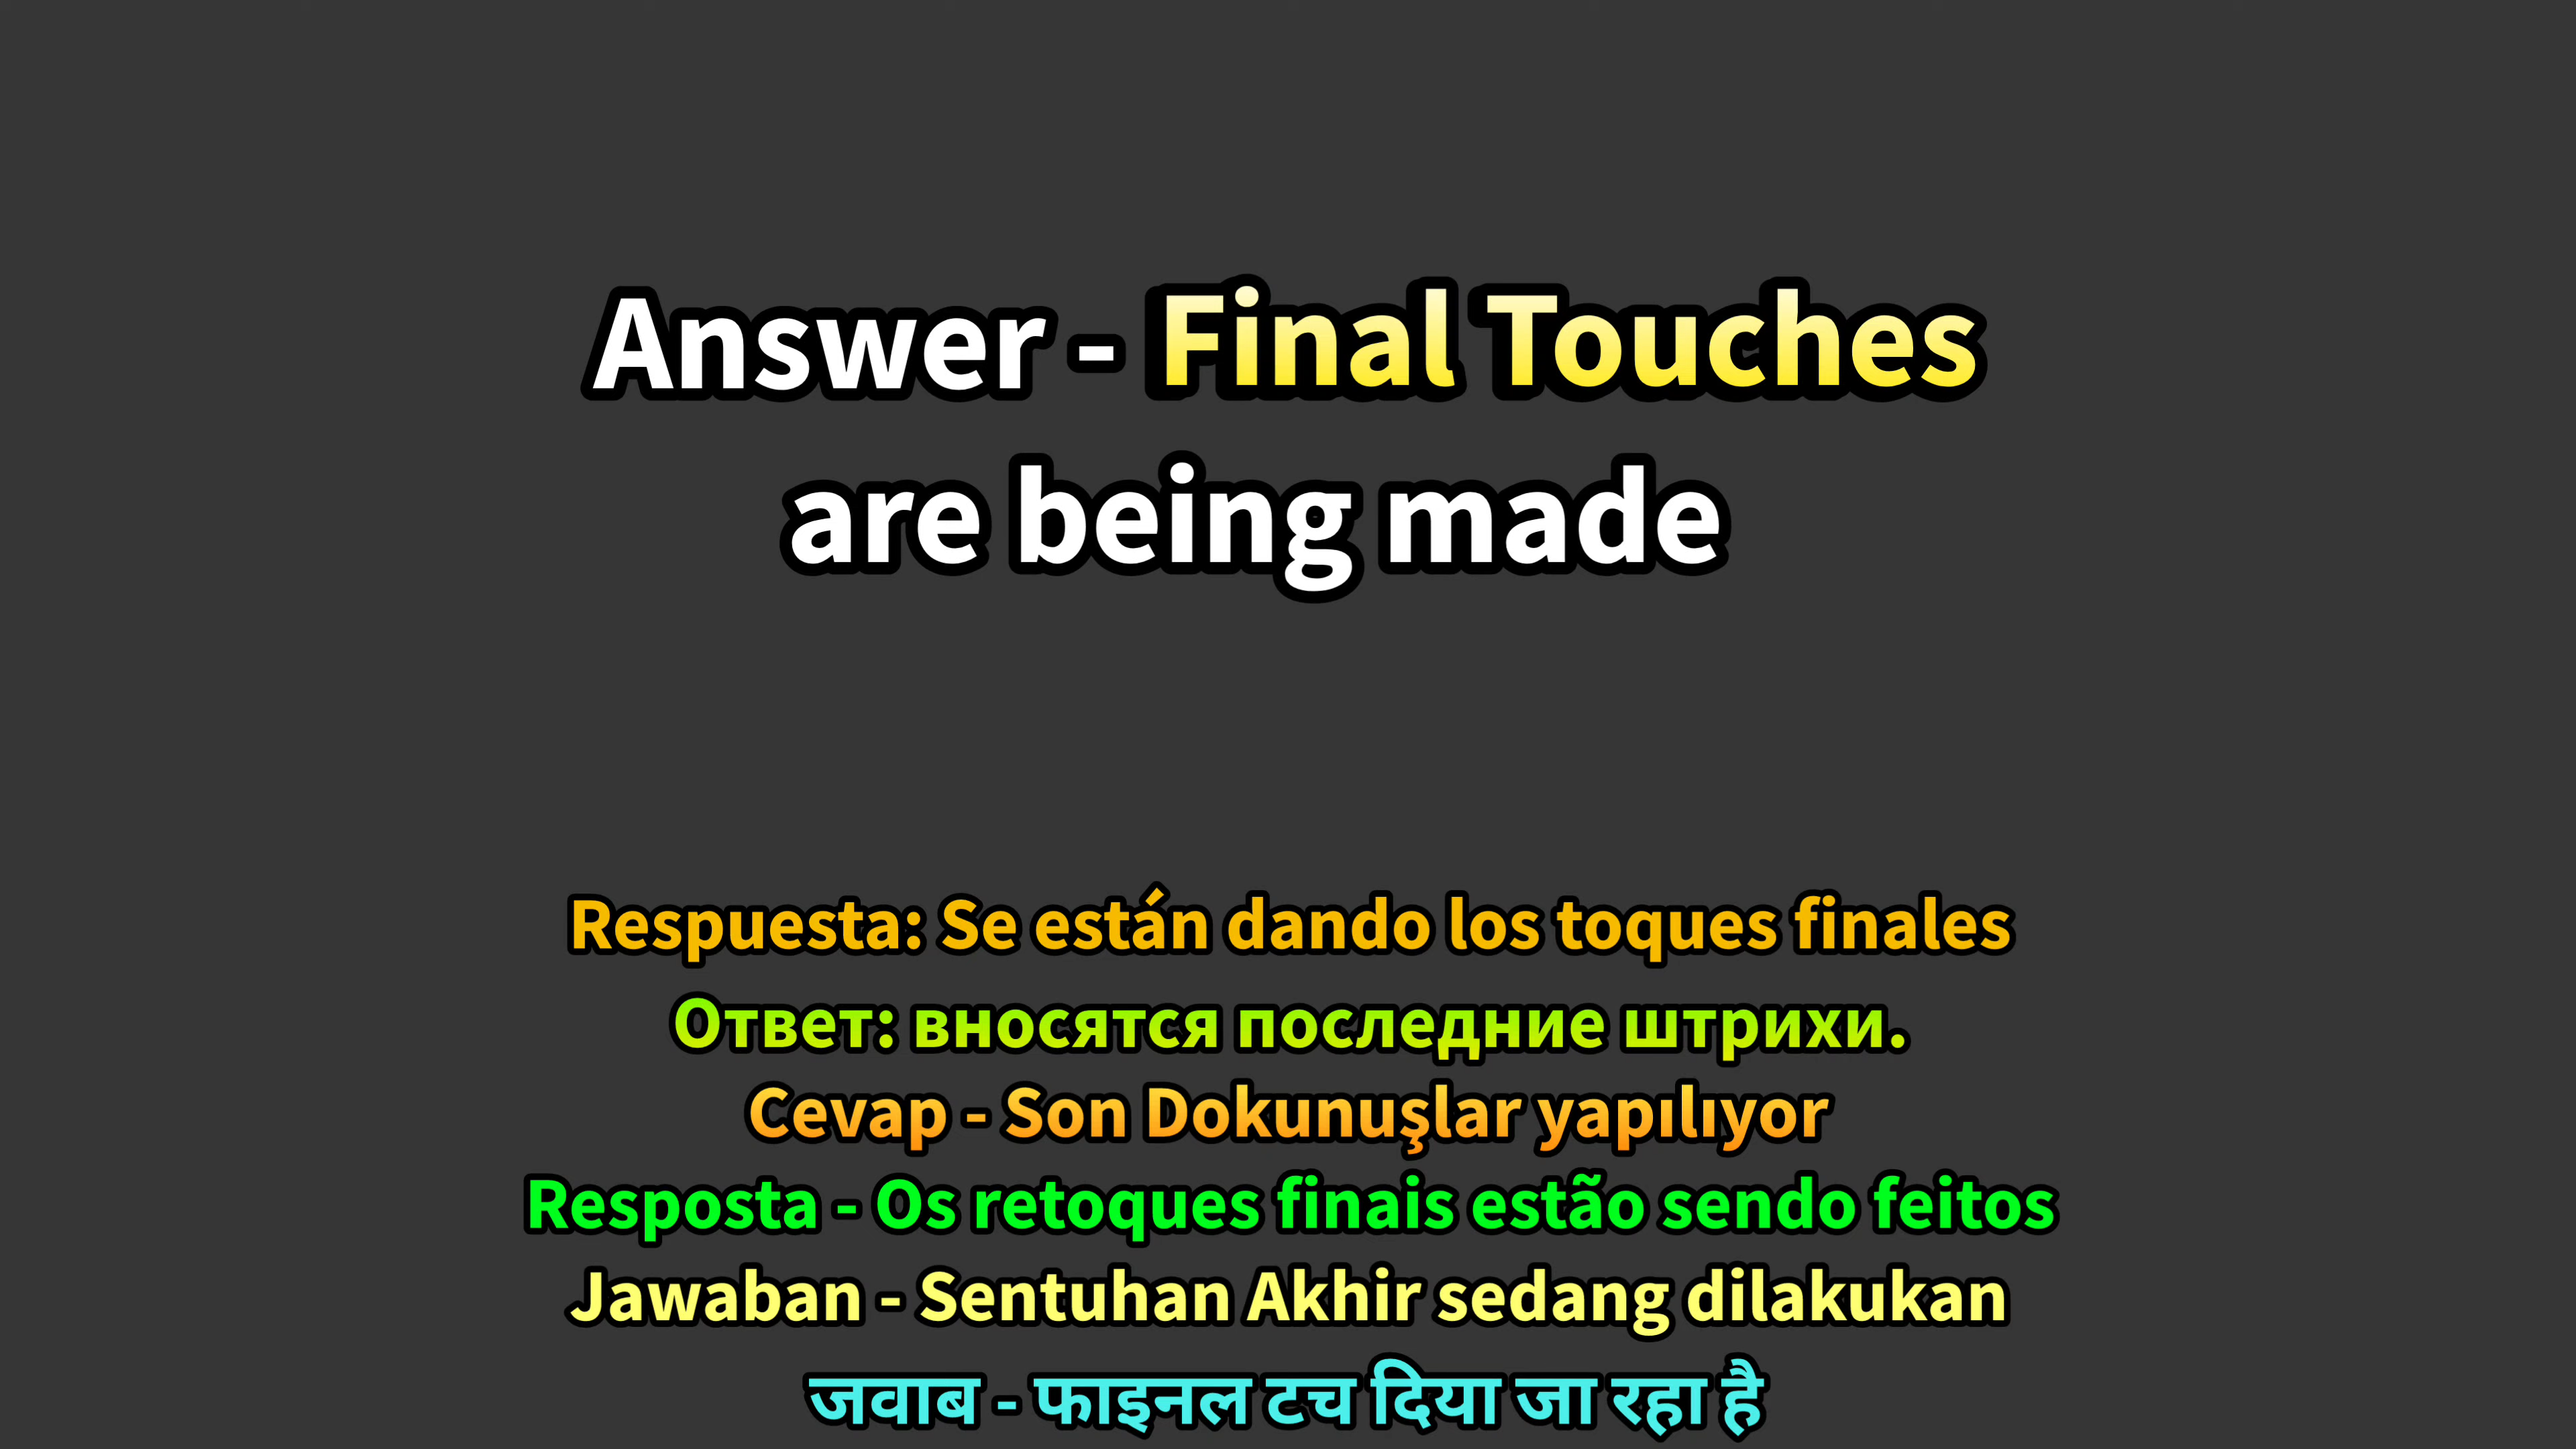 Answer - Final Touches
are being made
Respuesta: Se están dando los toques finales
Ответ: вносятся последние штрихи.
Cevap - Son Dokunuşlar yapılıyor
Resposta - Os retoques finais estão sendo feitos
Jawaban - Sentuhan Akhir sedang dilakukan
जवाब - फाइनल टच दिया जा रहा है